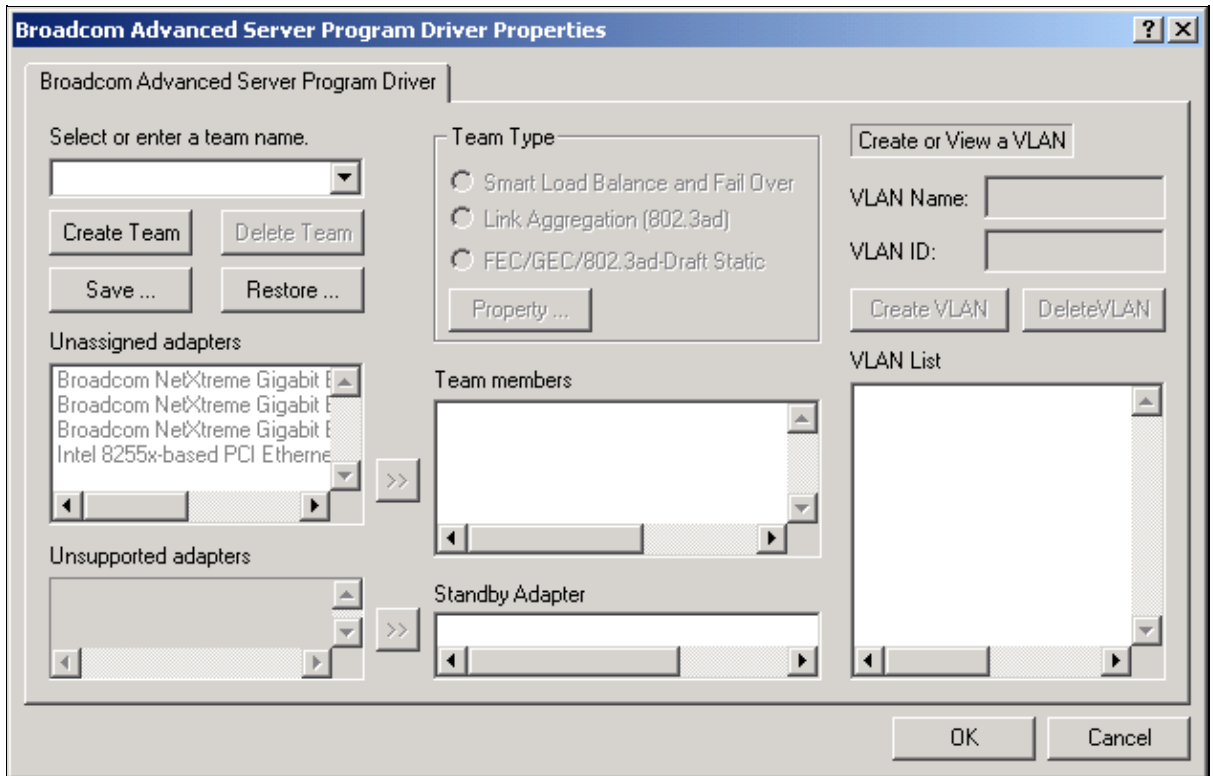 Broadcom Advanced Server Program Driver Properties
Broadcom Advanced Server Program Driver
Select or enter a team name.
Create Team
Delete Team
Save ...
Restore ...
Unassigned adapters
Broadcom NetXtreme Gigabit E
Broadcom NetXtreme Gigabit E
Broadcom NetXtreme Gigabit E
Intel 8255x-based PCI Etherne
>>
Unsupported adapters
>>
Team Type
Smart Load Balance and Fail Over
Link Aggregation (802.3ad)
FEC/GEC/802.3ad-Draft Static
Property ...
Team members
Standby Adapter
Create or View a VLAN
VLAN Name:
VLAN ID:
Create VLAN
DeleteVLAN
VLAN List
OK
Cancel